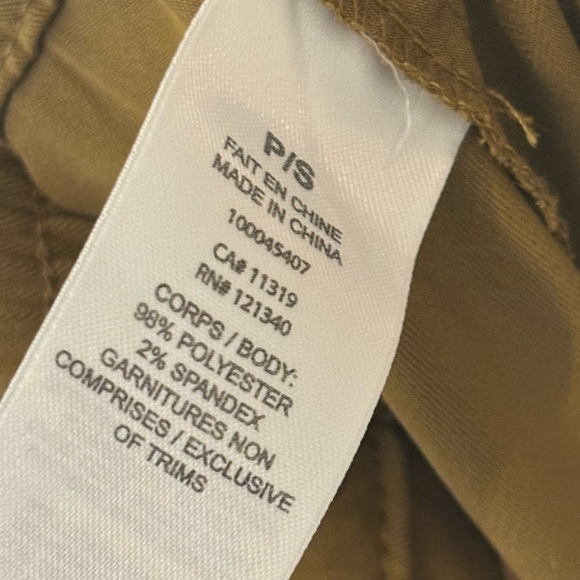 P/S
FAIT EN CHINE
MADE IN CHINA
100045407
CA# 11319
RN# 121340
CORPS / BODY:
98% POLYESTER
2% SPANDEX
GARNITURES NON
COMPRISES / EXCLUSIVE
OF TRIMS